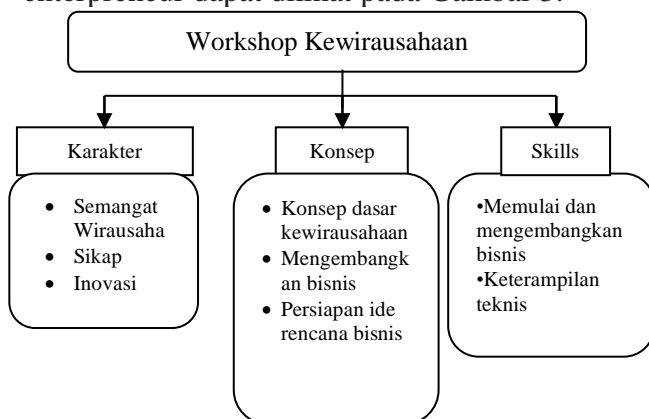 enterpreneur dapat dilihat pada Gambar 3.
Workshop Kewirausahaan
Karakter
• Semangat
Wirausaha
• Sikap
• Inovasi
Konsep
• Konsep dasar
kewirausahaan
• Mengembangk
an bisnis
• Persiapan ide
rencana bisnis
Skills
•Memulai dan
mengembangkan
bisnis
•Keterampilan
teknis